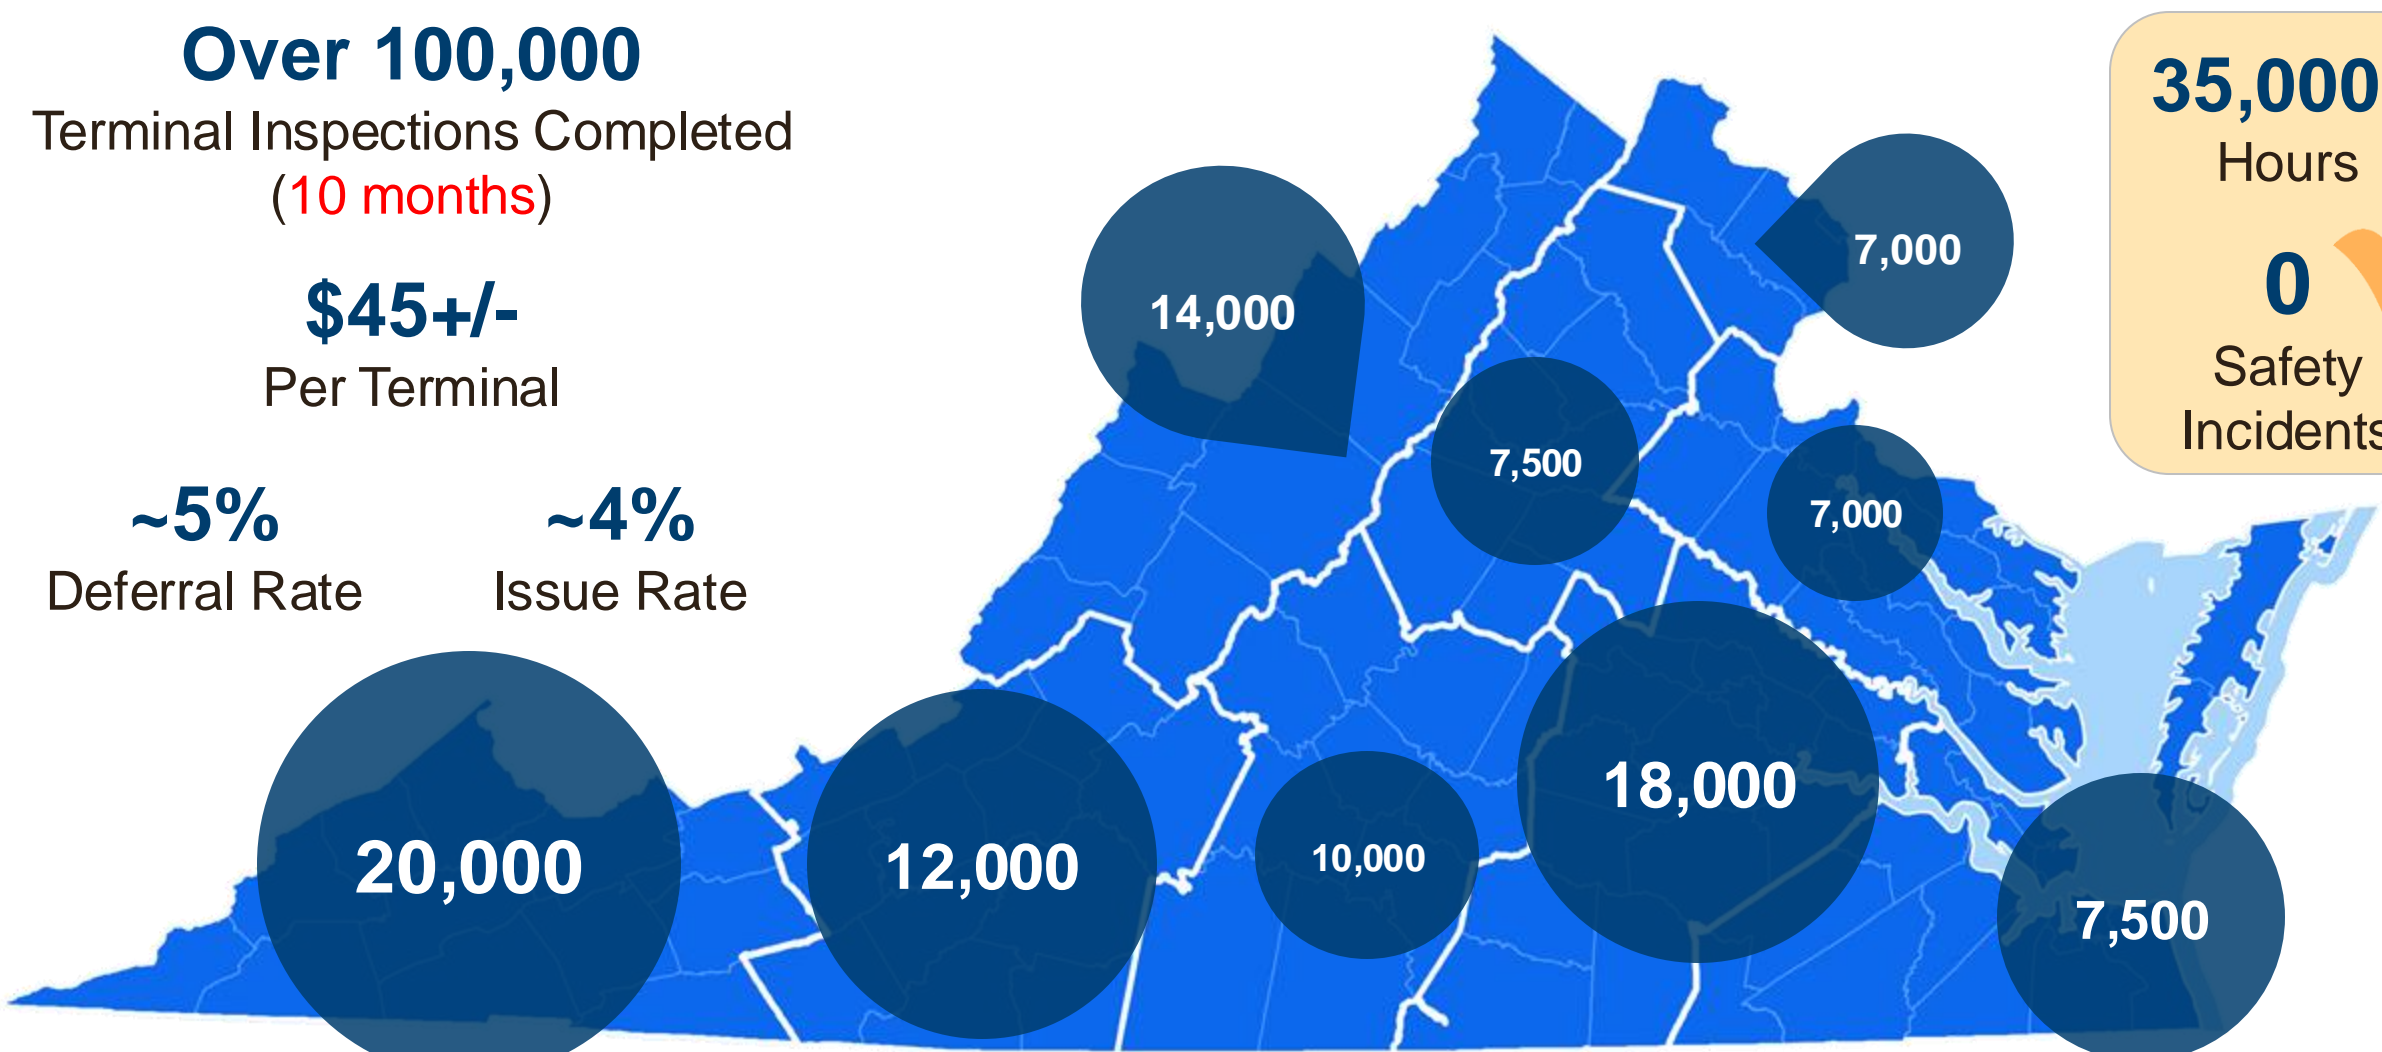 Over 100,000
Terminal Inspections Completed
(10 months)
$45+/-
Per Terminal
~5%
Deferral Rate
~4%
Issue Rate
35,000
Hours
0
Safety
Incidents
14,000
7,000
7,500
7,000
20,000
12,000
10,000
18,000
7,500